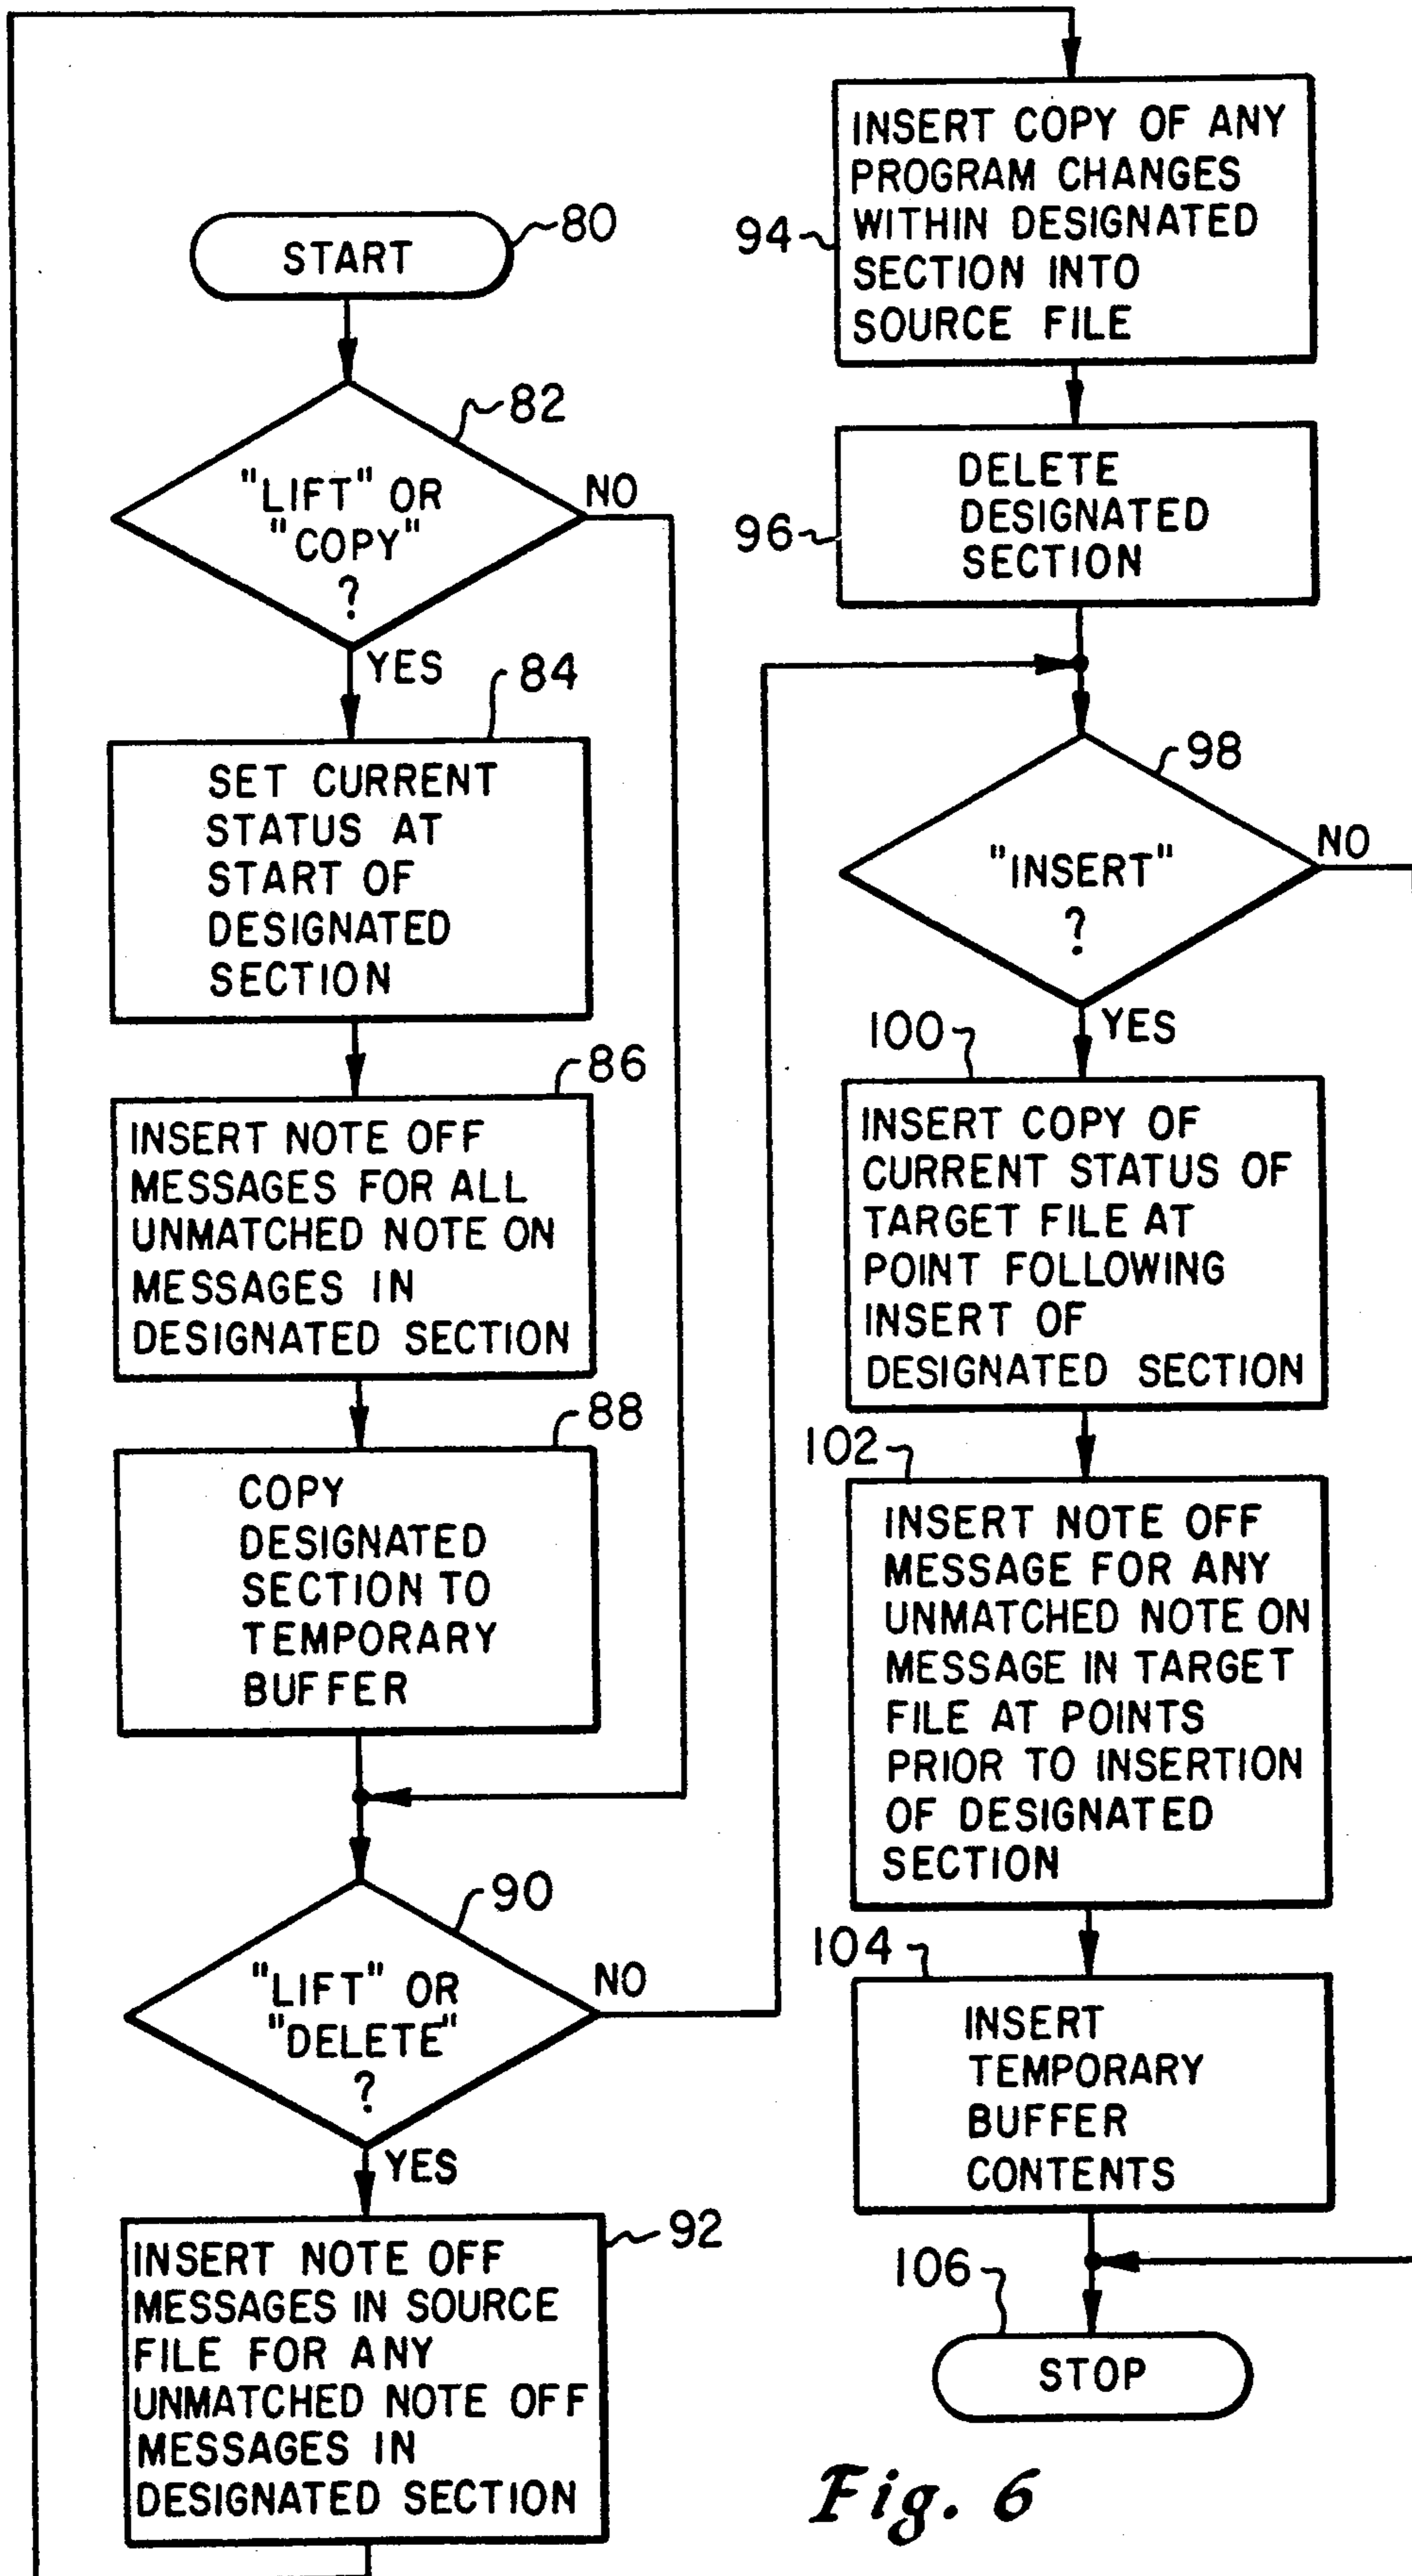 START
80
82
"LIFT" OR
"COPY"
?
NO
YES
84
SET CURRENT
STATUS AT
START OF
DESIGNATED
SECTION
86
INSERT NOTE OFF
MESSAGES FOR ALL
UNMATCHED NOTE ON
MESSAGES IN
DESIGNATED SECTION
88
COPY
DESIGNATED
SECTION TO
TEMPORARY
BUFFER
90
"LIFT" OR
"DELETE"
?
NO
YES
92
INSERT NOTE OFF
MESSAGES IN SOURCE
FILE FOR ANY
UNMATCHED NOTE OFF
MESSAGES IN
DESIGNATED SECTION
94
INSERT COPY OF ANY
PROGRAM CHANGES
WITHIN DESIGNATED
SECTION INTO
SOURCE FILE
96
DELETE
DESIGNATED
SECTION
98
"INSERT"
?
NO
YES
100
INSERT COPY OF
CURRENT STATUS OF
TARGET FILE AT
POINT FOLLOWING
INSERT OF
DESIGNATED SECTION
102
INSERT NOTE OFF
MESSAGE FOR ANY
UNMATCHED NOTE ON
MESSAGE IN TARGET
FILE AT POINTS
PRIOR TO INSERTION
OF DESIGNATED
SECTION
104
INSERT
TEMPORARY
BUFFER
CONTENTS
106
STOP
Fig. 6